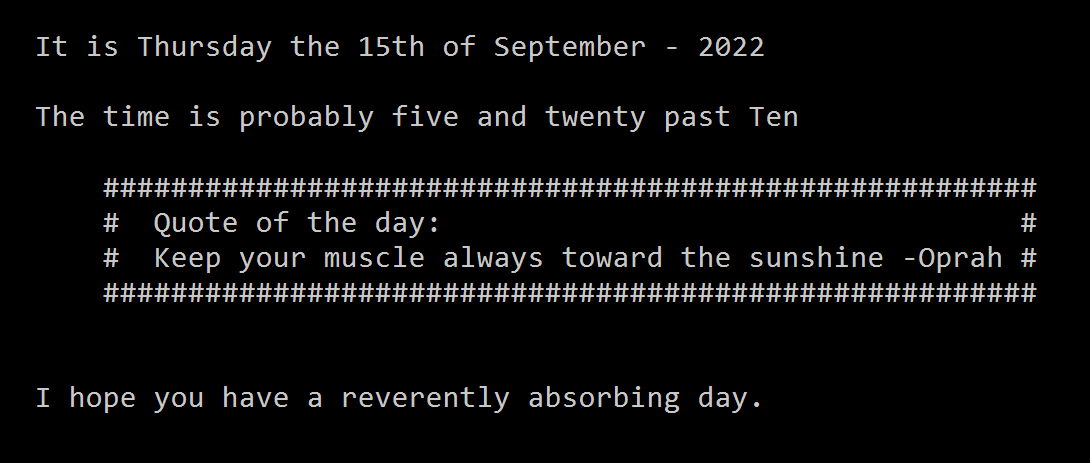 It is Thursday the 15th of September - 2022
The time is probably five and twenty past Ten
#######################################################
#  Quote of the day:                                  #
#  Keep your muscle always toward the sunshine -Oprah #
#######################################################
I hope you have a reverently absorbing day.